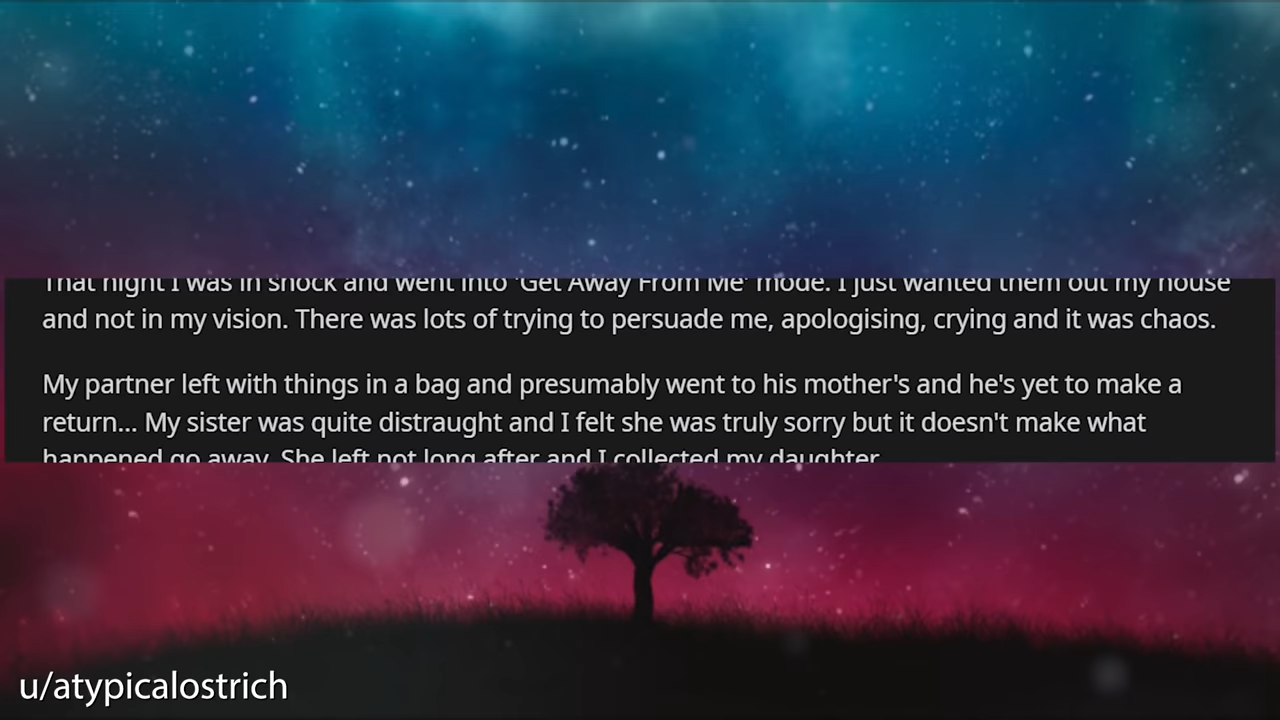 That night I was in shock and went into 'Get Away From Me' mode. I just wanted them out my house
and not in my vision. There was lots of trying to persuade me, apologising, crying and it was chaos.
My partner left with things in a bag and presumably went to his mother's and he's yet to make a
return... My sister was quite distraught and I felt she was truly sorry but it doesn't make what
happened go away. She left not long after and I collected my daughter.
u/atypicalostrich